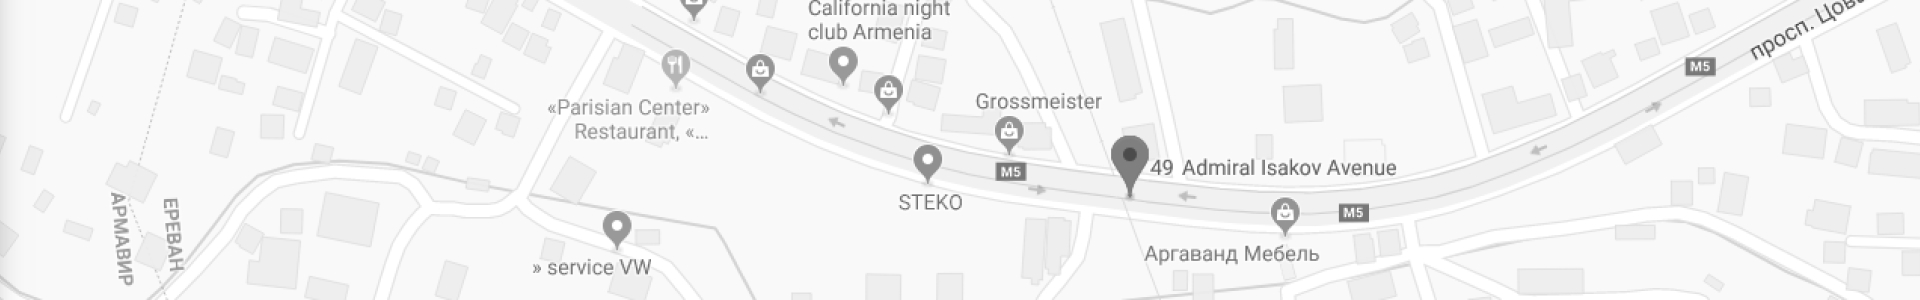 California night
club Armenia
M5
просп. Цова
«Parisian Center»
Restaurant, «...
Grossmeister
49 Admiral Isakov Avenue
M5
STEKO
M5
АРМАВИР
ЕРЕВАН
Аргаванд Мебель
» service VW